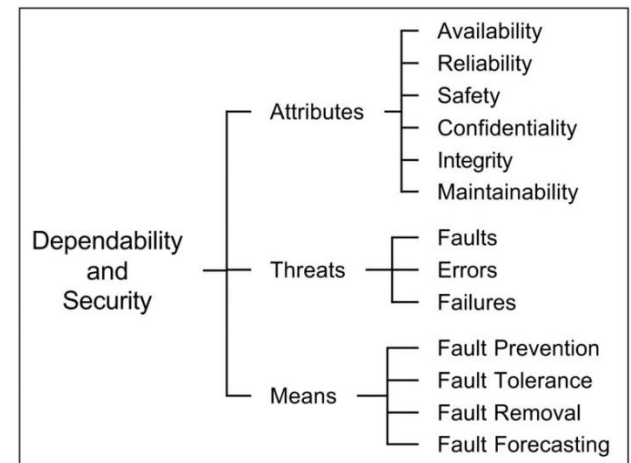 Dependability
and
Security
Attributes
Availability
Reliability
Safety
Confidentiality
Integrity
Maintainability
Threats
Faults
Errors
Failures
Means
Fault Prevention
Fault Tolerance
Fault Removal
Fault Forecasting